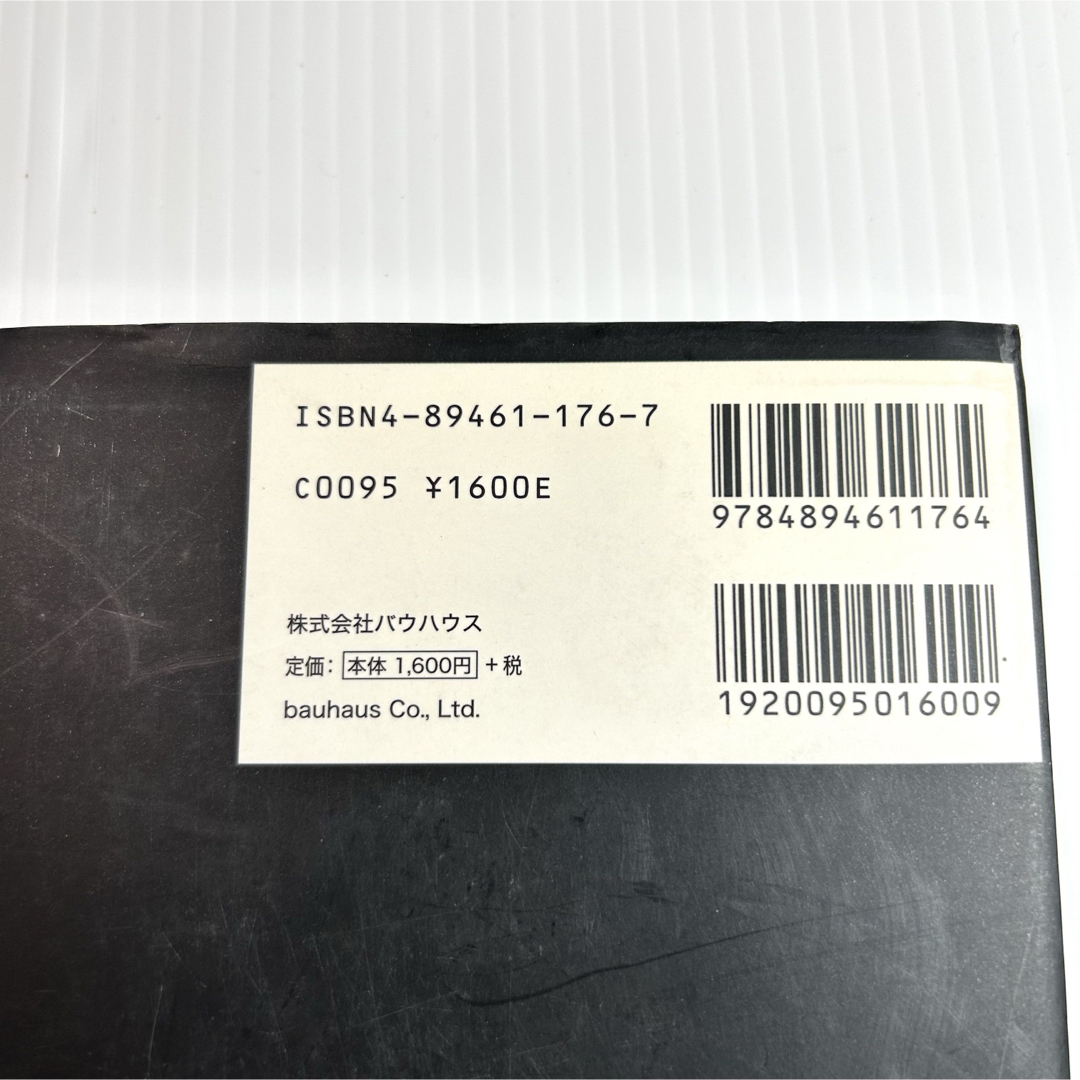 ISBN4-89461-176-7
C0095 ¥1600E
株式会社バウハウス
定価: 本体 1,600円 +税
bauhaus Co., Ltd.
9784894611764
1920095016009